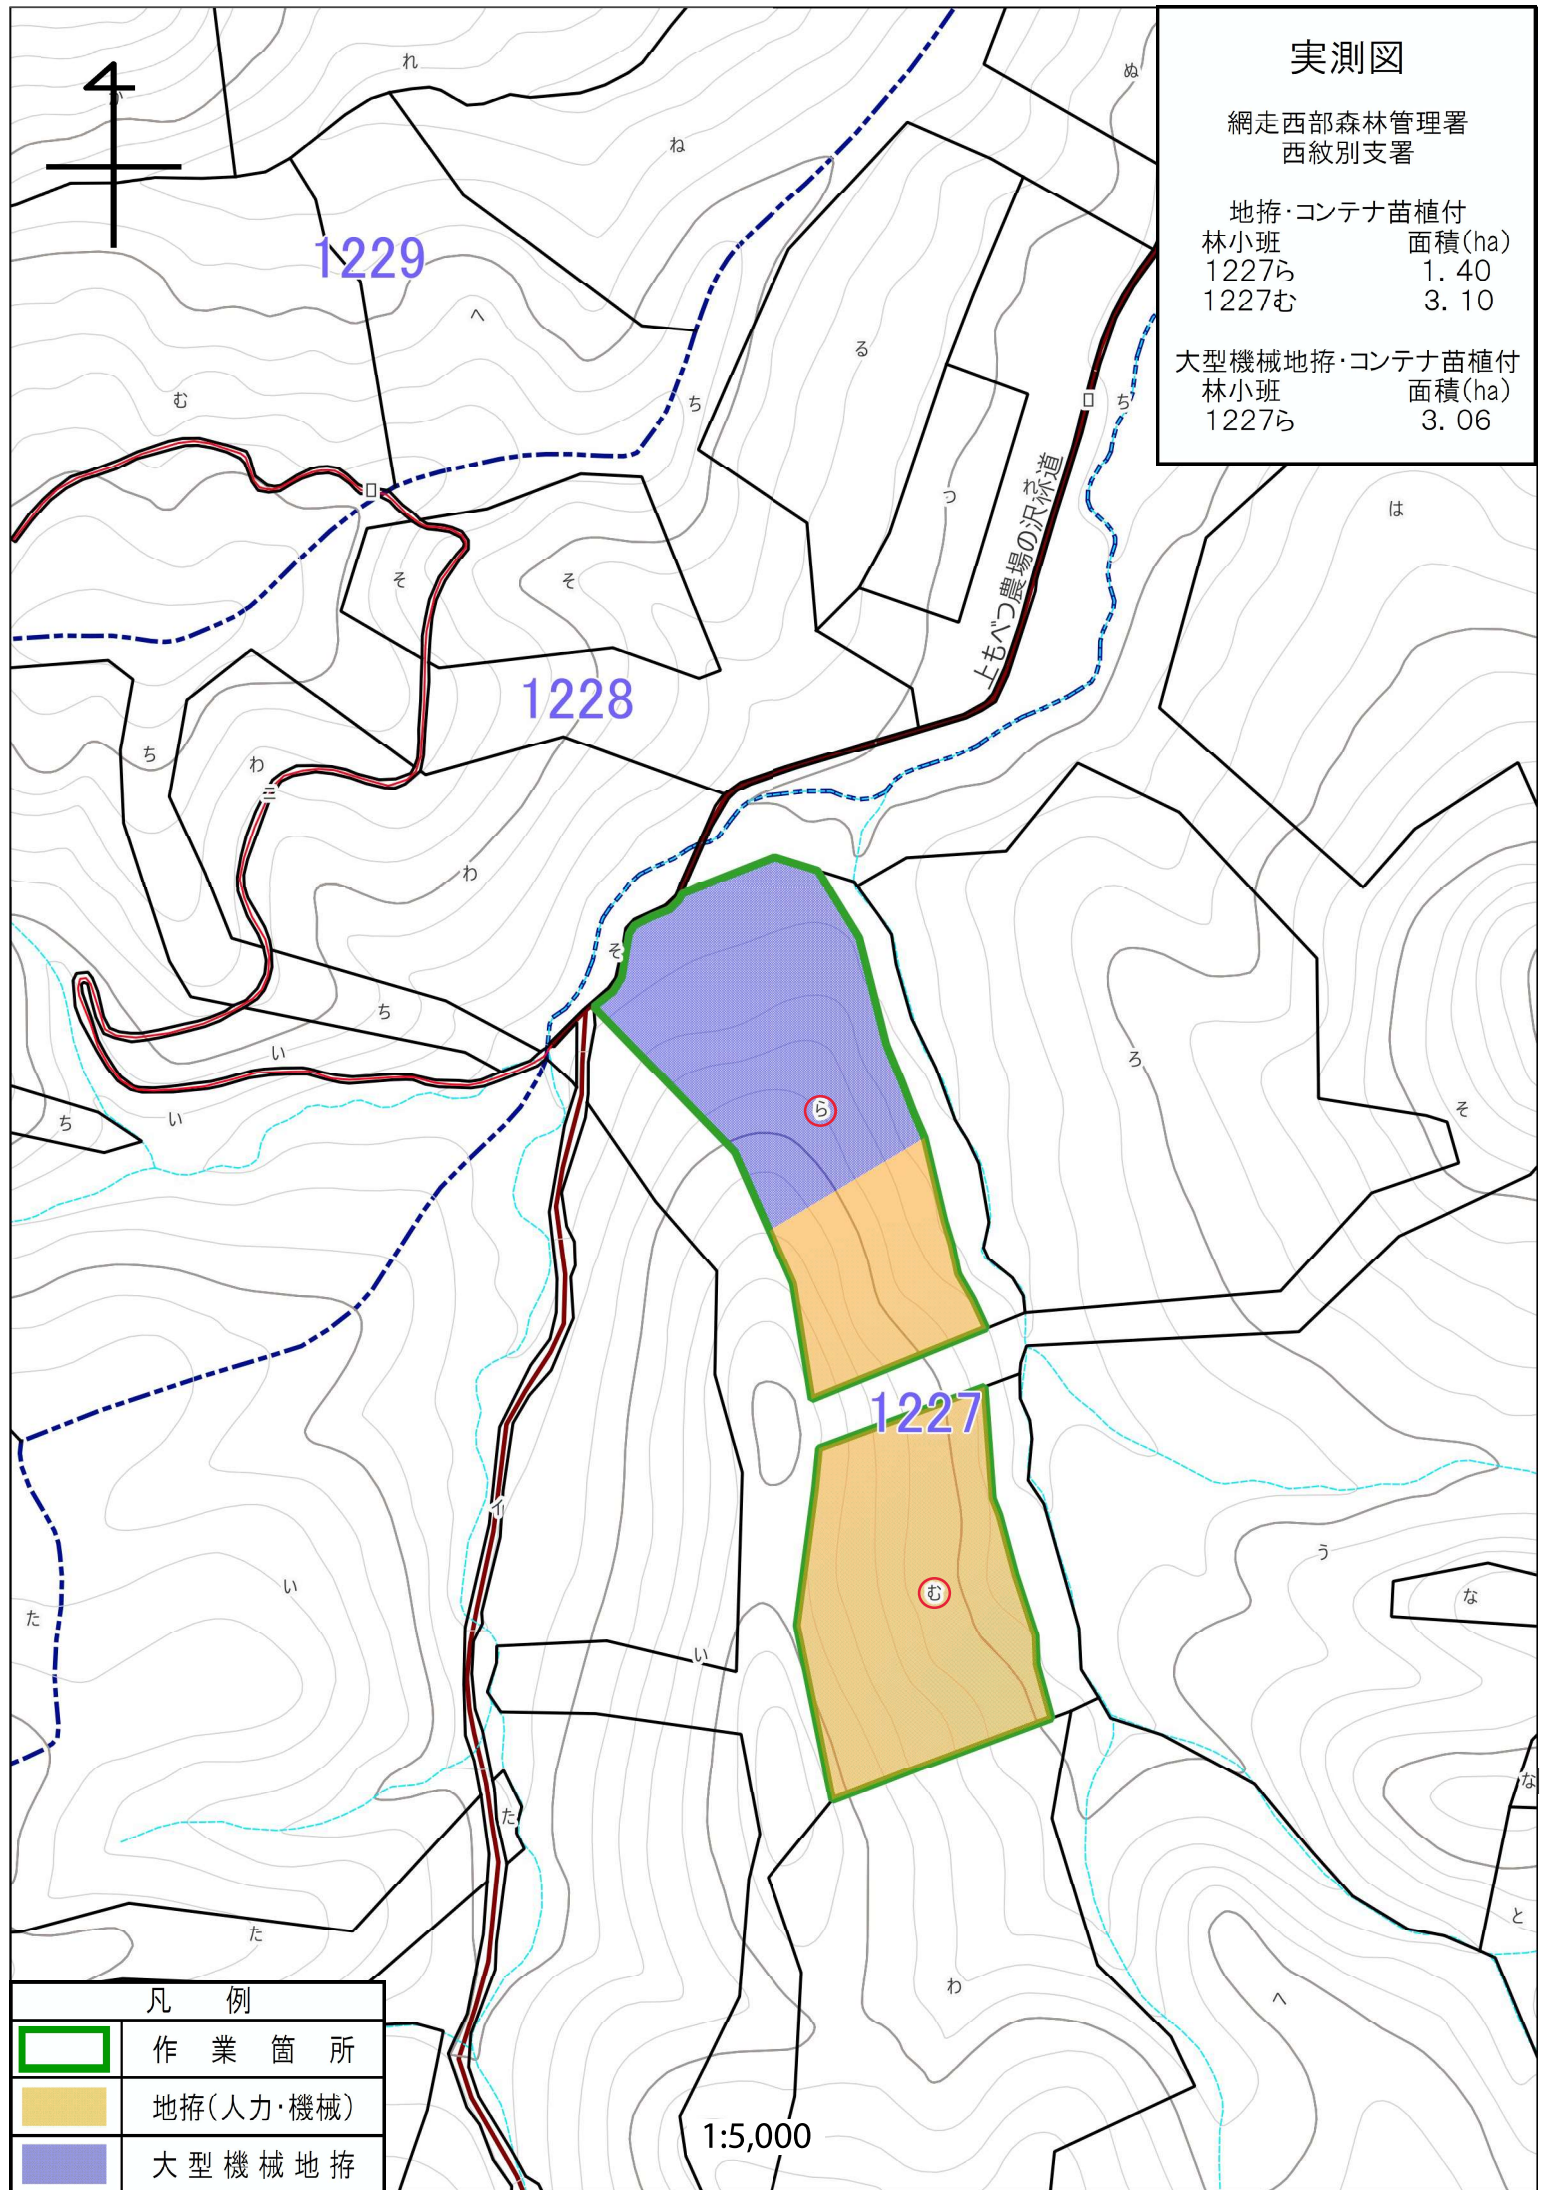 実測図
網走西部森林管理署
西紋別支署
地拵・コンテナ苗植付
林小班 面積(ha)
1227ら 1.40
1227む 3.10
大型機械地拵・コンテナ苗植付
林小班 面積(ha)
1227ら 3.06
か
れ
ぬ
ね
1229
へ
る
む
ち
ロ
ち
ロ
つ
れ
は
上もべつ農場の沢林道
そ
そ
1228
ち
わ
ニ
わ
そ
ち
い
ろ
ち
い
ら
そ
1227
イ
う
い
む
な
た
い
な
た
た
と
わ
へ
凡 例
作 業 箇 所
地拵(人力・機械)
大 型 機 械 地 拵
1:5,000